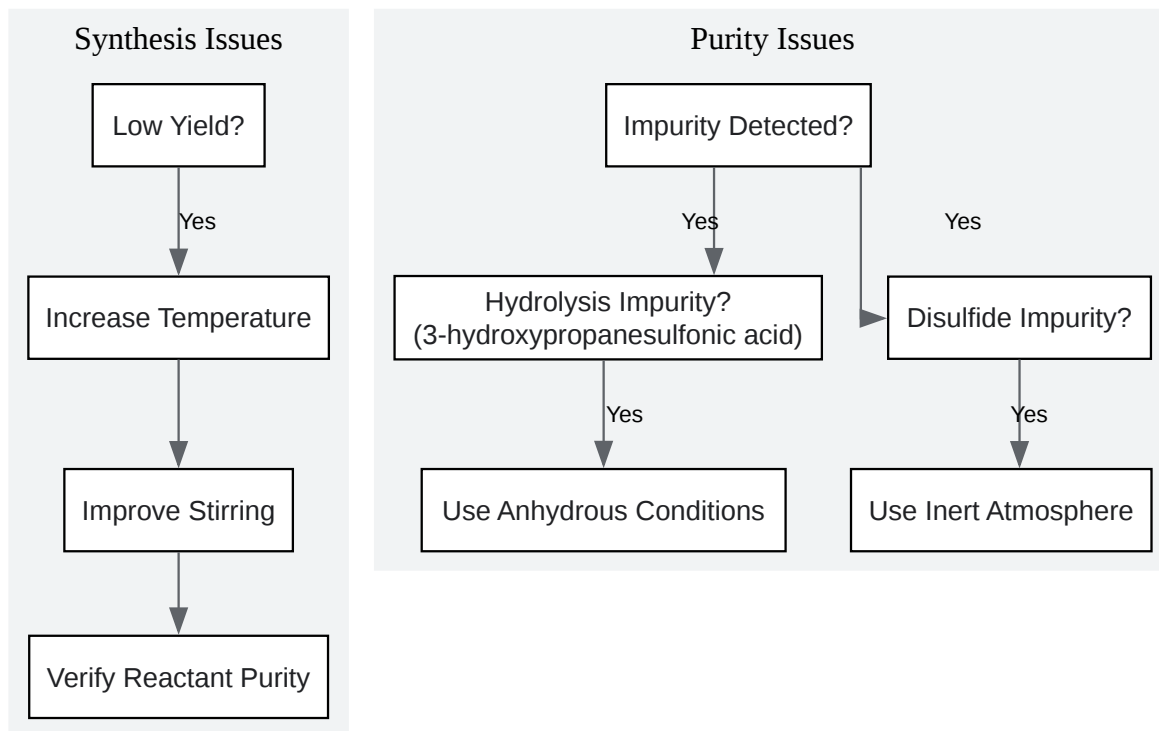 Synthesis Issues
Low Yield?
Yes
Increase Temperature
Improve Stirring
Verify Reactant Purity
Purity Issues
Impurity Detected?
Yes
Yes
Hydrolysis Impurity?
(3-hydroxypropanesulfonic acid)
Disulfide Impurity?
Yes
Yes
Use Anhydrous Conditions
Use Inert Atmosphere